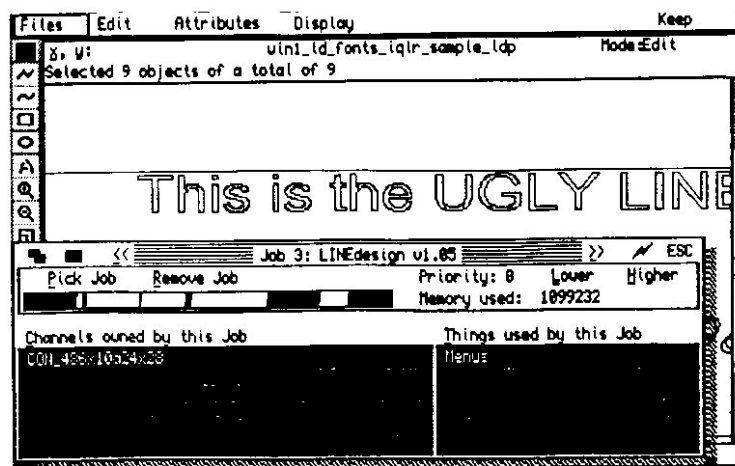 Files Edit Attributes Display Keep
x, y: win1_ld_fonts_iqlr_sample_ldp Mode:Edit
Selected 9 objects of a total of 9
This is the UGLY LINE
<< Job 3: LINEdesign v1.05 >> ESC
Pick Job Remove Job Priority: 8 Lower Higher
Memory used: 1099232
Channels owned by this Job Things used by this Job
Menus